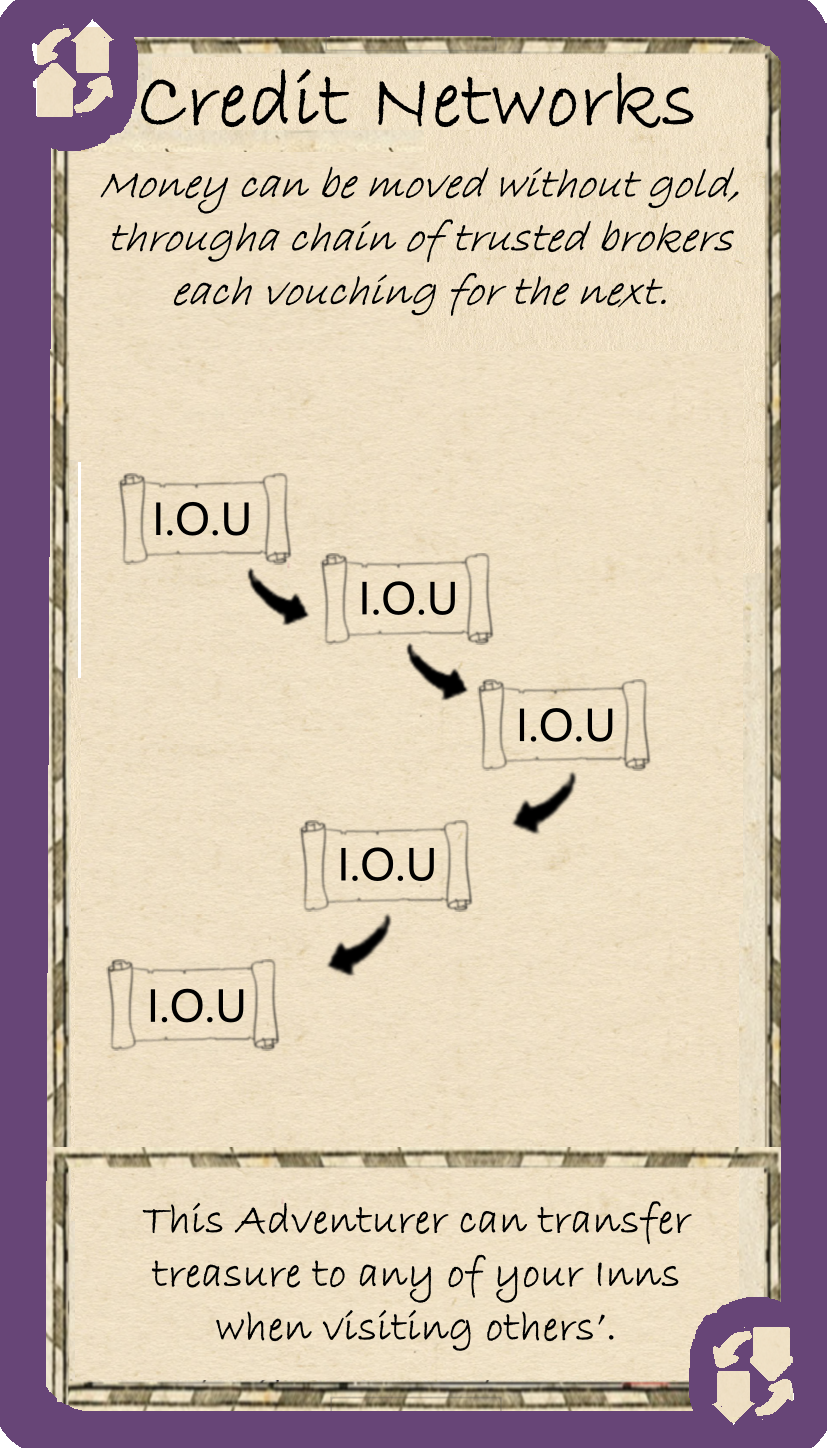 Credit Networks
Money can be moved without gold,
througha chain of trusted brokers
each vouching for the next.
I.O.U
I.O.U
I.O.U
I.O.U
I.O.U
This Adventurer can transfer
treasure to any of your Inns
when visiting others’.